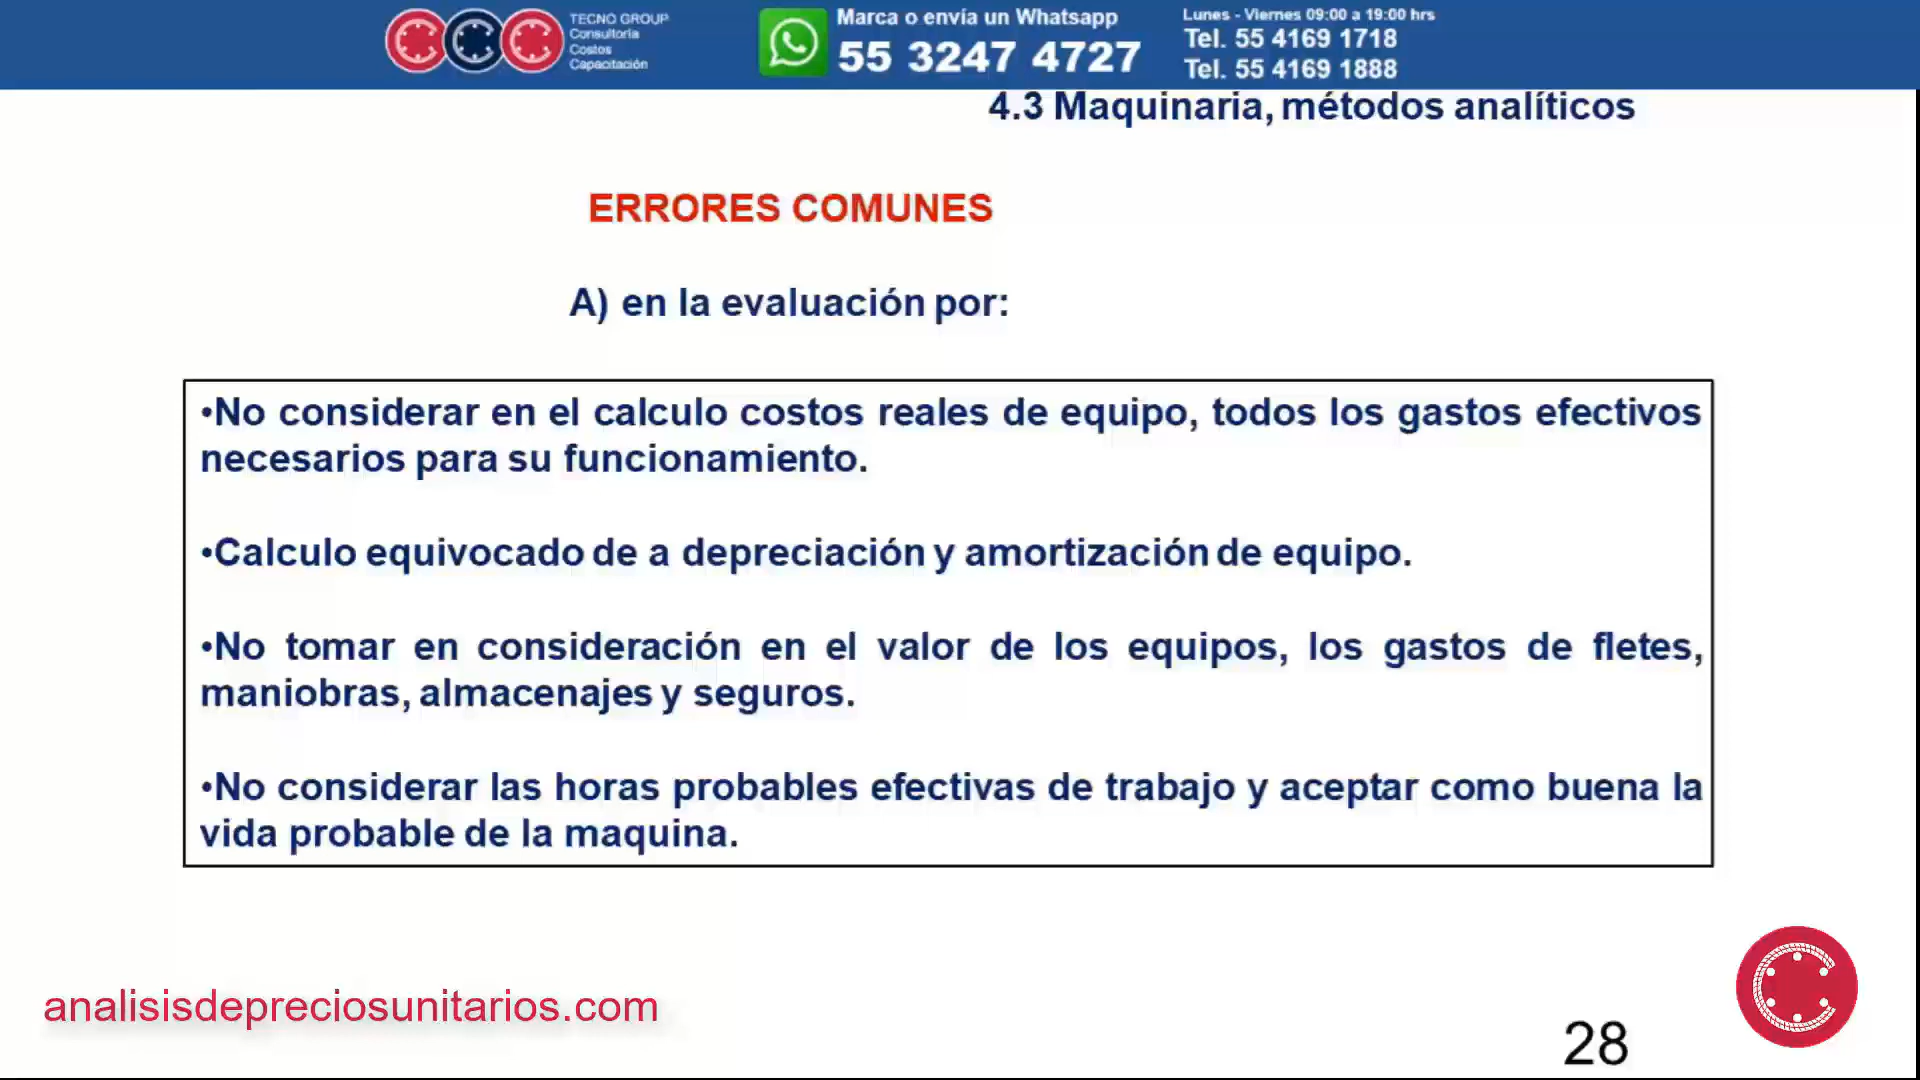 TECNO GROUP
Consultoría
Costos
Capacitación
Marca o envía un Whatsapp
55 3247 4727
Lunes - Viernes 09:00 a 19:00 hrs
Tel. 55 4169 1718
Tel. 55 4169 1888
4.3 Maquinaria, métodos analíticos
ERRORES COMUNES
A) en la evaluación por:
•No considerar en el calculo costos reales de equipo, todos los gastos efectivos
necesarios para su funcionamiento.
•Calculo equivocado de a depreciación y amortización de equipo.
•No tomar en consideración en el valor de los equipos, los gastos de fletes,
maniobras, almacenajes y seguros.
•No considerar las horas probables efectivas de trabajo y aceptar como buena la
vida probable de la maquina.
analisisdepreciosunitarios.com
28